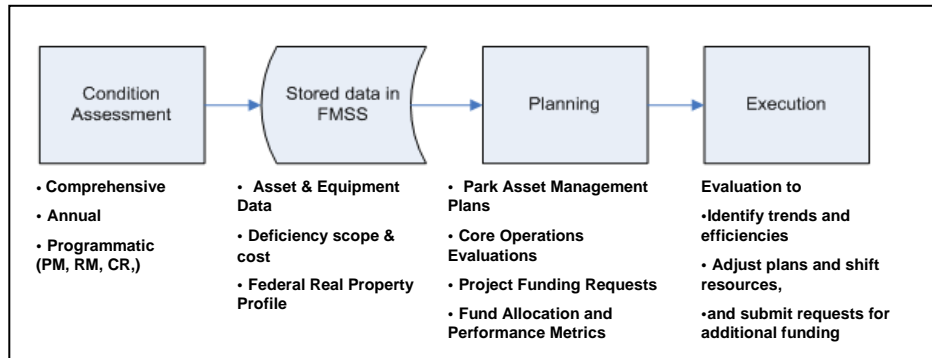 Condition
Assessment
Stored data in
FMSS
Planning
Execution
• Comprehensive
• Annual
• Programmatic
(PM, RM, CR,)
• Asset & Equipment
Data
• Deficiency scope &
cost
• Federal Real Property
Profile
• Park Asset Management
Plans
• Core Operations
Evaluations
• Project Funding Requests
• Fund Allocation and
Performance Metrics
Evaluation to
•Identify trends and
efficiencies
• Adjust plans and shift
resources,
•and submit requests for
additional funding